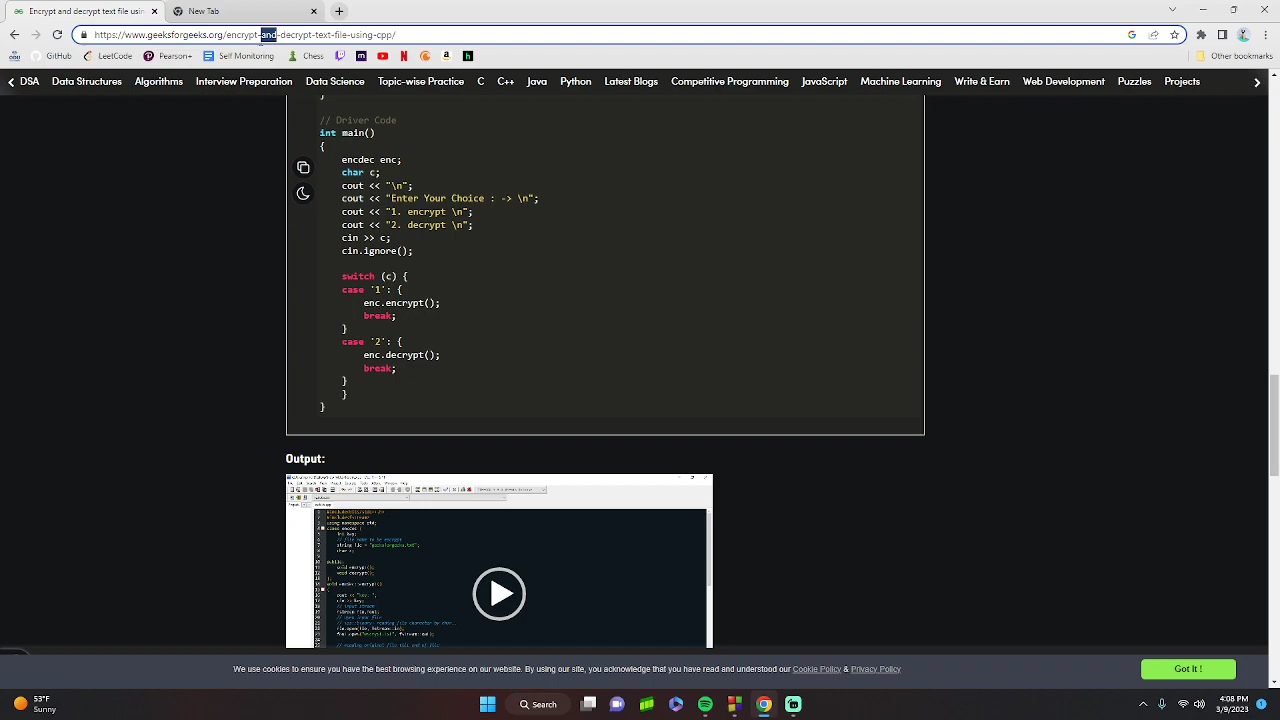 Encrypt and decrypt text file usin
New Tab
https://www.geeksforgeeks.org/encrypt-and-decrypt-text-file-using-cpp/
GitHub LeetCode Pearson+ Self Monitoring Chess Other bookmarks
DSA Data Structures Algorithms Interview Preparation Data Science Topic-wise Practice C C++ Java Python Latest Blogs Competitive Programming JavaScript Machine Learning Write & Earn Web Development Puzzles Projects
}
// Driver Code
int main()
{
endec enc;
char c;
cout << "\n";
cout << "Enter Your Choice : -> \n";
cout << "1. encrypt \n";
cout << "2. decrypt \n";
cin >> c;
cin.ignore();
switch (c) {
case '1': {
enc.encrypt();
break;
}
case '2': {
enc.decrypt();
break;
}
}
}
Output:
using namespace std;
public:
We use cookies to ensure you have the best browsing experience on our website. By using our site, you acknowledge that you have read and understood our Cookie Policy & Privacy Policy
Got It !
53°F
Sunny
Search
4:08 PM
3/9/2023